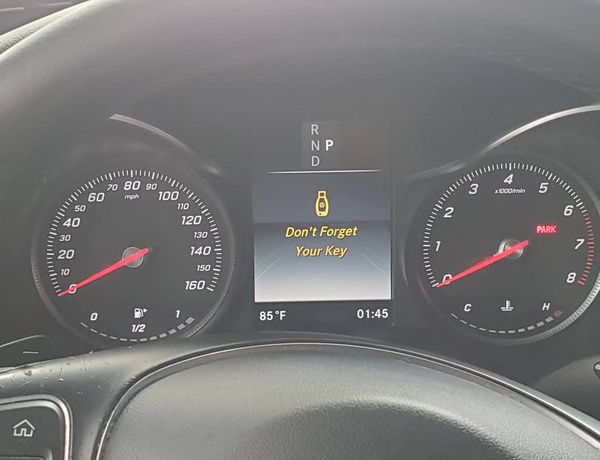 R
N P
D
Don't Forget
Your Key
85°F 01:45
0
10
20
30
40
50
60
70
80
90
100
110
120
130
140
150
160
mph
0 1/2 1
0
1
2
3
4
5
6
7
8
x1000/min
PARK
C H